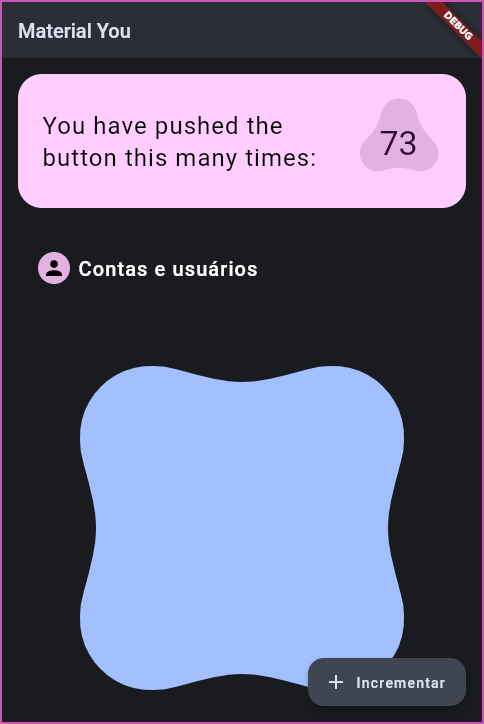 Material You
DEBUG
You have pushed the
button this many times:
73
Contas e usuários
Incrementar